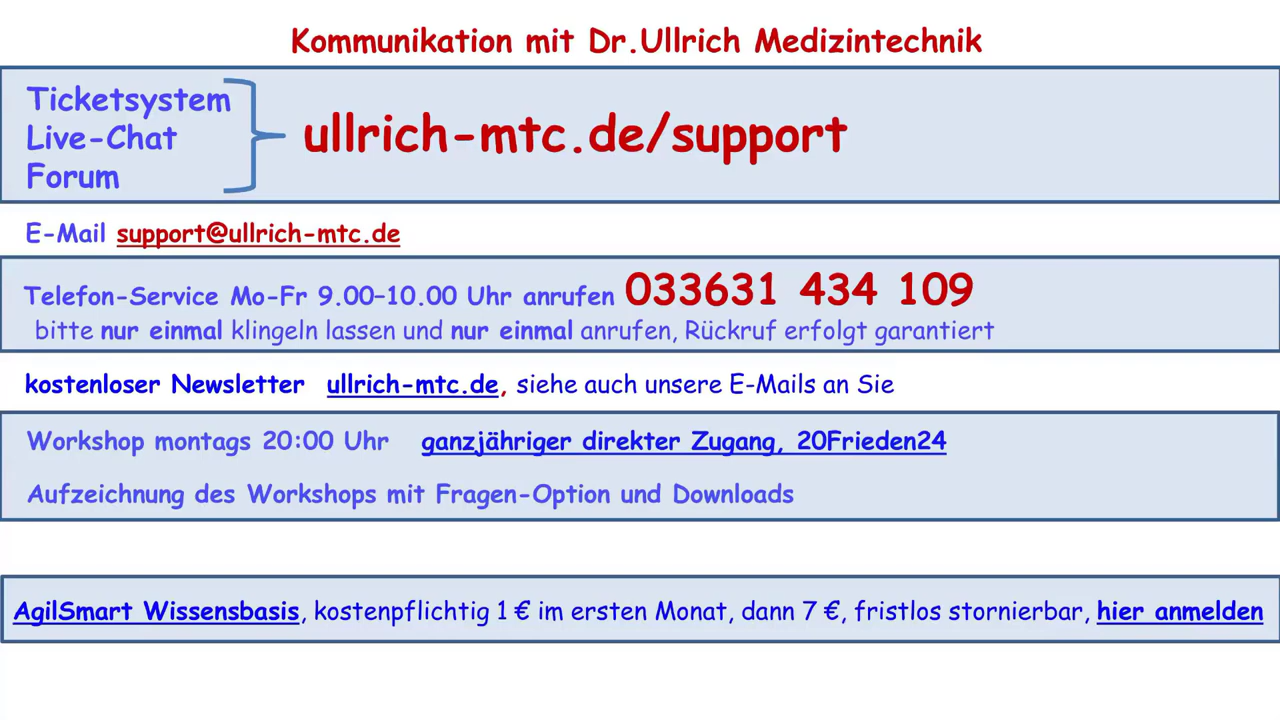 Kommunikation mit Dr.Ullrich Medizintechnik
Ticketsystem
Live-Chat
Forum
ullrich-mtc.de/support
E-Mail support@ullrich-mtc.de
Telefon-Service Mo-Fr 9.00–10.00 Uhr anrufen 033631 434 109
bitte nur einmal klingeln lassen und nur einmal anrufen, Rückruf erfolgt garantiert
kostenloser Newsletter ullrich-mtc.de, siehe auch unsere E-Mails an Sie
Workshop montags 20:00 Uhr ganzjähriger direkter Zugang, 20Frieden24
Aufzeichnung des Workshops mit Fragen-Option und Downloads
AgilSmart Wissensbasis, kostenpflichtig 1 € im ersten Monat, dann 7 €, fristlos stornierbar, hier anmelden